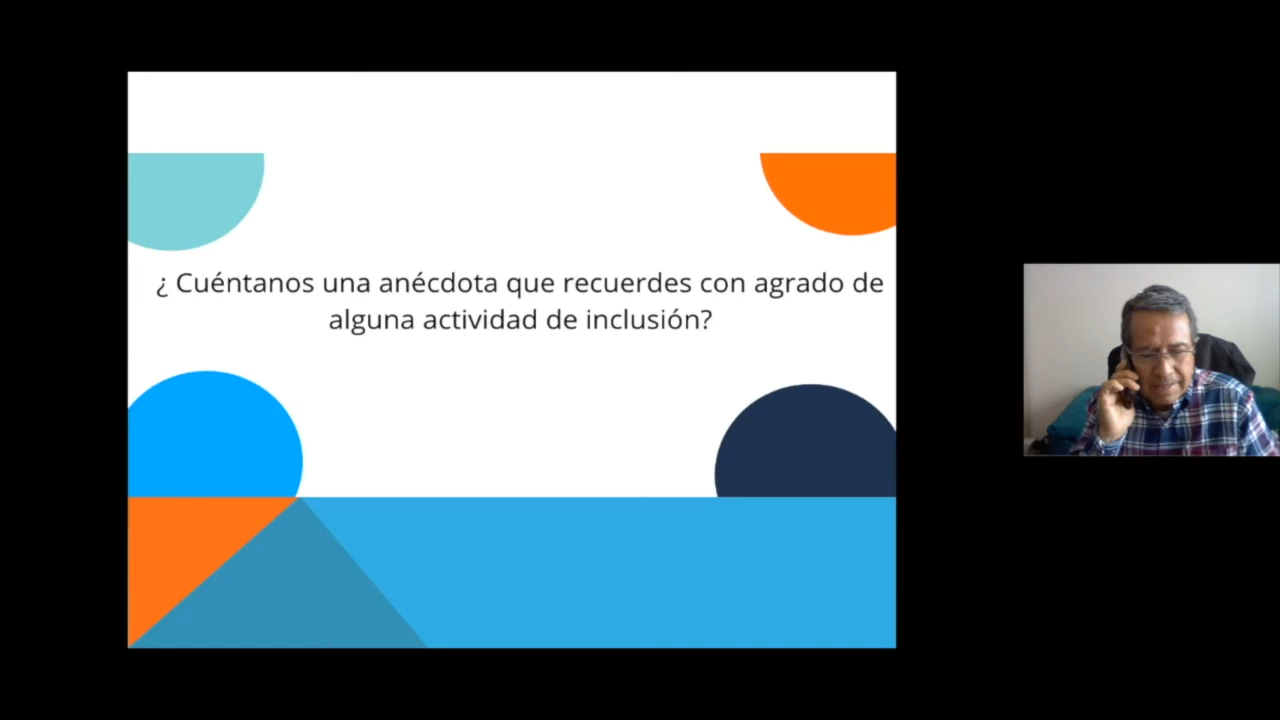 ¿ Cuéntanos una anécdota que recuerdes con agrado de
alguna actividad de inclusión?